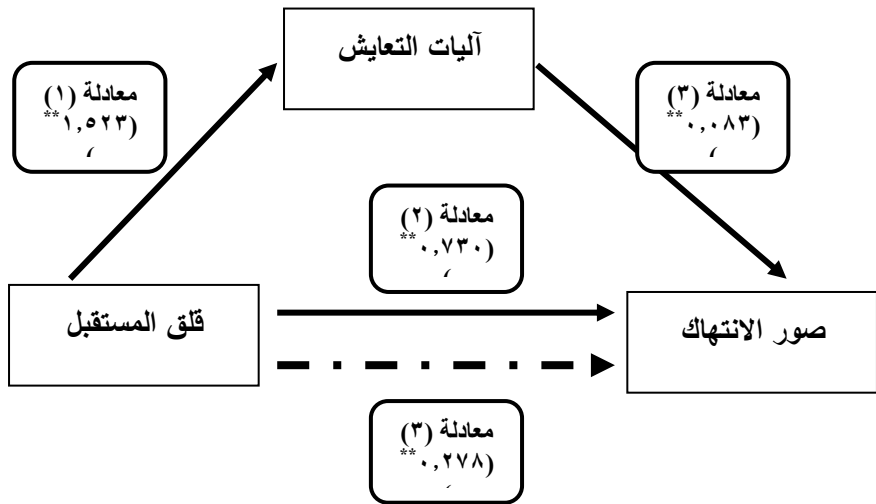 آليات التعايش
معادلة (١)
(١,٥٢٣**
،
معادلة (٣)
(٠,٠٨٣**
،
معادلة (٢)
(٠,٧٣٠**
،
قلق المستقبل
صور الانتهاك
معادلة (٣)
(٠,٢٧٨**
،